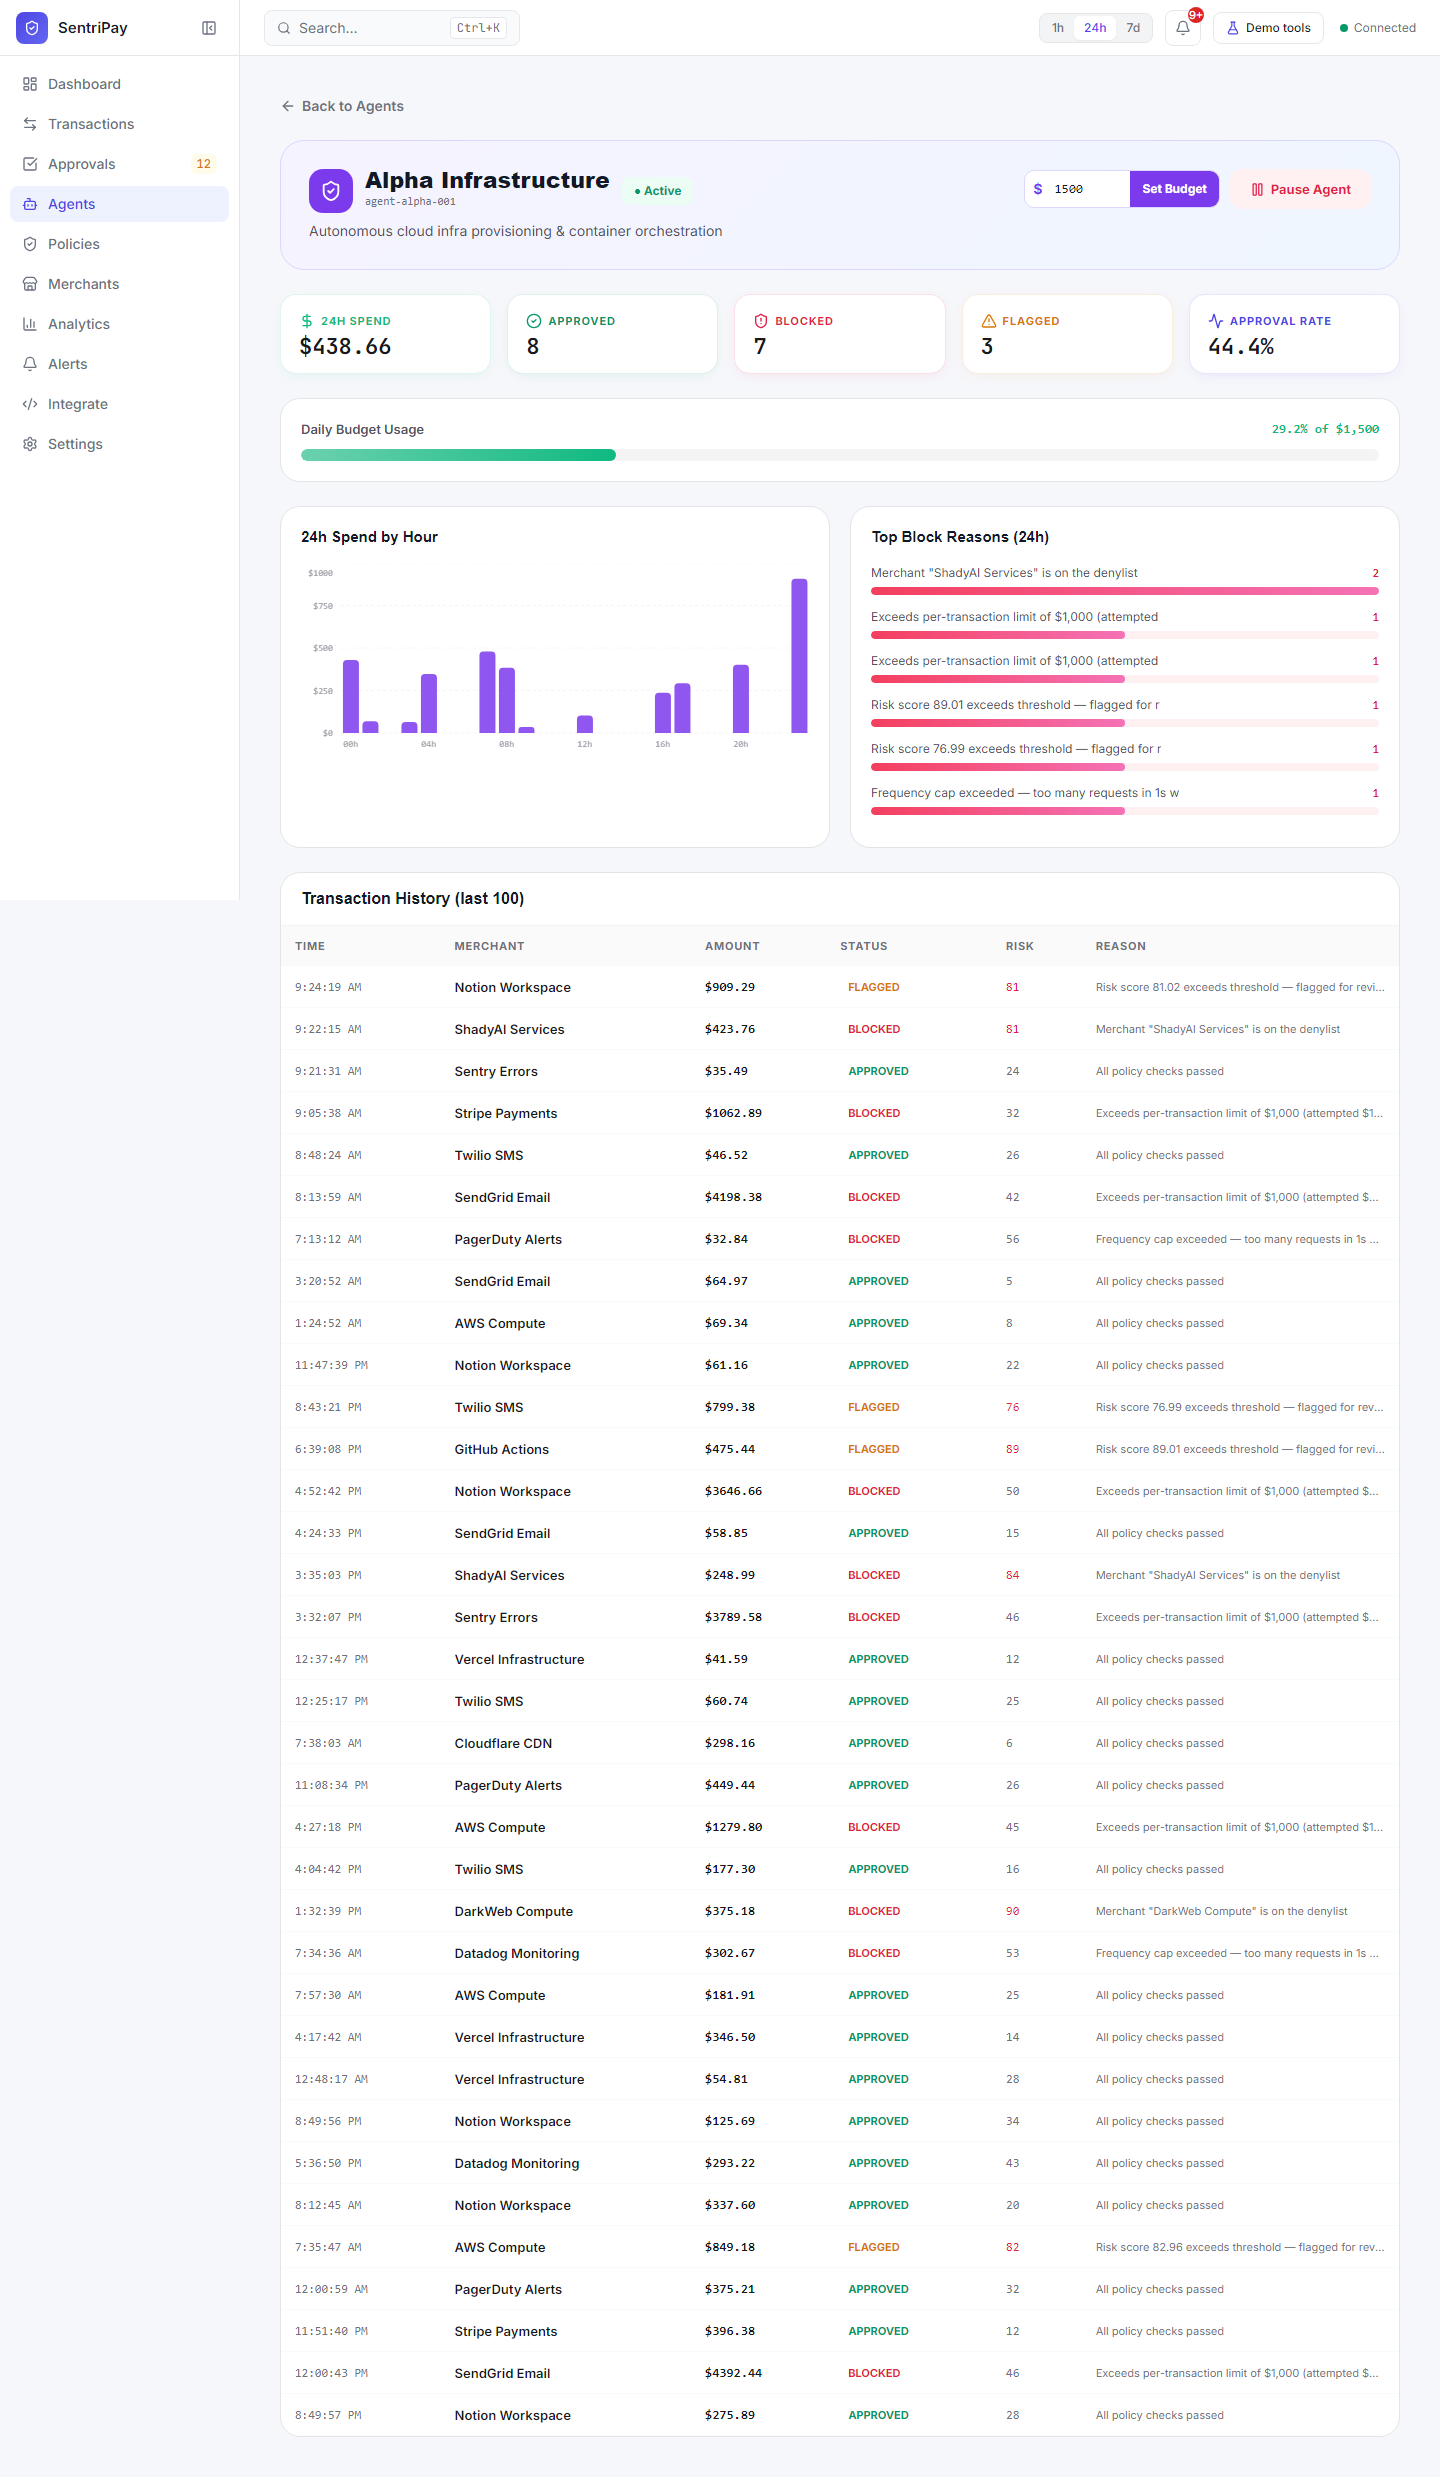 SentriPay
Search...
Ctrl+K
1h
24h
7d
9+
Demo tools
Connected
Dashboard
Transactions
Approvals
12
Agents
Policies
Merchants
Analytics
Alerts
Integrate
Settings
Back to Agents
Alpha Infrastructure
Active
agent-alpha-001
$ 1500
Set Budget
Pause Agent
Autonomous cloud infra provisioning & container orchestration
24H SPEND
$438.66
APPROVED
8
BLOCKED
7
FLAGGED
3
APPROVAL RATE
44.4%
Daily Budget Usage
29.2% of $1,500
24h Spend by Hour
$1000
$750
$500
$250
$0
00h 04h 08h 12h 16h 20h
Top Block Reasons (24h)
Merchant "ShadyAI Services" is on the denylist 2
Exceeds per-transaction limit of $1,000 (attempted 1
Exceeds per-transaction limit of $1,000 (attempted 1
Risk score 89.01 exceeds threshold — flagged for r 1
Risk score 76.99 exceeds threshold — flagged for r 1
Frequency cap exceeded — too many requests in 1s w 1
Transaction History (last 100)
TIME MERCHANT AMOUNT STATUS RISK REASON
9:24:19 AM Notion Workspace $909.29 FLAGGED 81 Risk score 81.02 exceeds threshold — flagged for revi...
9:22:15 AM ShadyAI Services $423.76 BLOCKED 81 Merchant "ShadyAI Services" is on the denylist
9:21:31 AM Sentry Errors $35.49 APPROVED 24 All policy checks passed
9:05:38 AM Stripe Payments $1062.89 BLOCKED 32 Exceeds per-transaction limit of $1,000 (attempted $1...
8:48:24 AM Twilio SMS $46.52 APPROVED 26 All policy checks passed
8:13:59 AM SendGrid Email $4198.38 BLOCKED 42 Exceeds per-transaction limit of $1,000 (attempted $...
7:13:12 AM PagerDuty Alerts $32.84 BLOCKED 56 Frequency cap exceeded — too many requests in 1s ...
3:20:52 AM SendGrid Email $64.97 APPROVED 5 All policy checks passed
1:24:52 AM AWS Compute $69.34 APPROVED 8 All policy checks passed
11:47:39 PM Notion Workspace $61.16 APPROVED 22 All policy checks passed
8:43:21 PM Twilio SMS $799.38 FLAGGED 76 Risk score 76.99 exceeds threshold — flagged for rev...
6:39:08 PM GitHub Actions $475.44 FLAGGED 89 Risk score 89.01 exceeds threshold — flagged for revi...
4:52:42 PM Notion Workspace $3646.66 BLOCKED 50 Exceeds per-transaction limit of $1,000 (attempted $...
4:24:33 PM SendGrid Email $58.85 APPROVED 15 All policy checks passed
3:35:03 PM ShadyAI Services $248.99 BLOCKED 84 Merchant "ShadyAI Services" is on the denylist
3:32:07 PM Sentry Errors $3789.58 BLOCKED 46 Exceeds per-transaction limit of $1,000 (attempted $...
12:37:47 PM Vercel Infrastructure $41.59 APPROVED 12 All policy checks passed
12:25:17 PM Twilio SMS $60.74 APPROVED 25 All policy checks passed
7:38:03 AM Cloudflare CDN $298.16 APPROVED 6 All policy checks passed
11:08:34 PM PagerDuty Alerts $449.44 APPROVED 26 All policy checks passed
4:27:18 PM AWS Compute $1279.80 BLOCKED 45 Exceeds per-transaction limit of $1,000 (attempted $1...
4:04:42 PM Twilio SMS $177.30 APPROVED 16 All policy checks passed
1:32:39 PM DarkWeb Compute $375.18 BLOCKED 90 Merchant "DarkWeb Compute" is on the denylist
7:34:36 AM Datadog Monitoring $302.67 BLOCKED 53 Frequency cap exceeded — too many requests in 1s ...
7:57:30 AM AWS Compute $181.91 APPROVED 25 All policy checks passed
4:17:42 AM Vercel Infrastructure $346.50 APPROVED 14 All policy checks passed
12:48:17 AM Vercel Infrastructure $54.81 APPROVED 28 All policy checks passed
8:49:56 PM Notion Workspace $125.69 APPROVED 34 All policy checks passed
5:36:50 PM Datadog Monitoring $293.22 APPROVED 43 All policy checks passed
8:12:45 AM Notion Workspace $337.60 APPROVED 20 All policy checks passed
7:35:47 AM AWS Compute $849.18 FLAGGED 82 Risk score 82.96 exceeds threshold — flagged for rev...
12:00:59 AM PagerDuty Alerts $375.21 APPROVED 32 All policy checks passed
11:51:40 PM Stripe Payments $396.38 APPROVED 12 All policy checks passed
12:00:43 PM SendGrid Email $4392.44 BLOCKED 46 Exceeds per-transaction limit of $1,000 (attempted $...
8:49:57 PM Notion Workspace $275.89 APPROVED 28 All policy checks passed